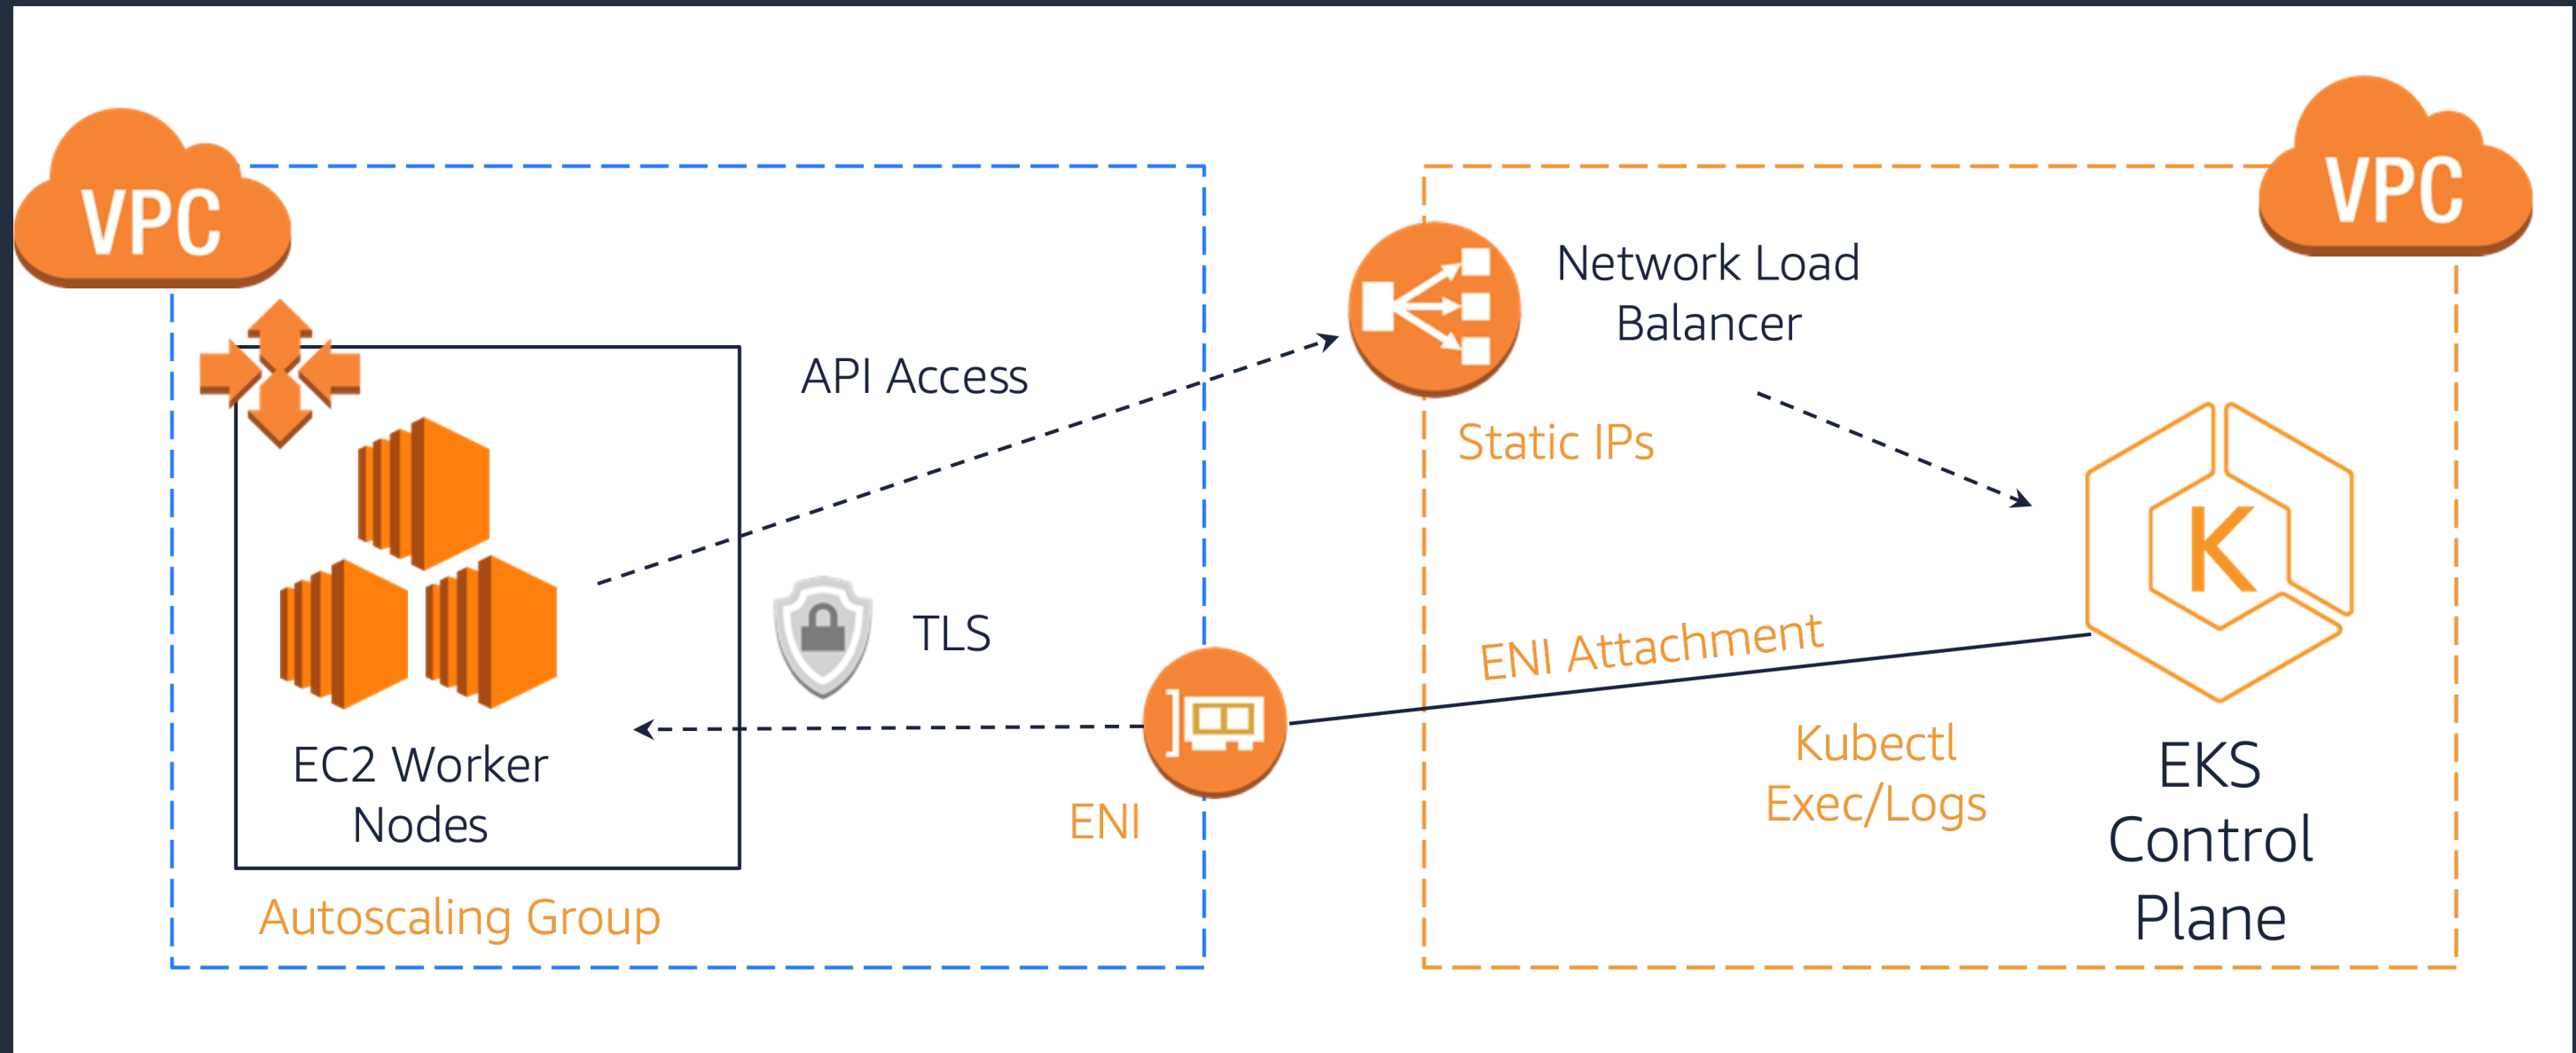 VPC
VPC
Network Load
Balancer
API Access
Static IPs
K
TLS
ENI Attachment
EC2 Worker
Nodes
ENI
Kubectl
Exec/Logs
EKS
Control
Plane
Autoscaling Group